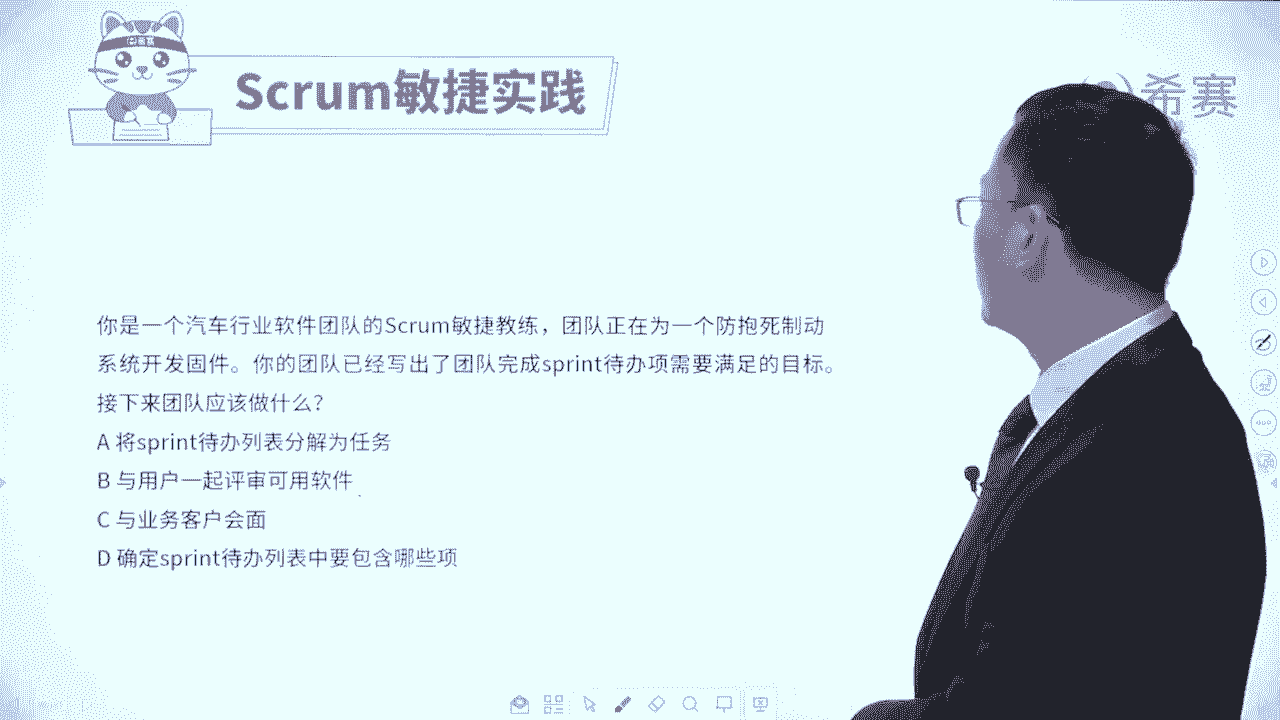 Scrum敏捷实践
希赛
你是一个汽车行业软件团队的Scrum敏捷教练，团队正在为一个防抱死制动
系统开发固件。你的团队已经写出了团队完成sprint待办项需要满足的目标。
接下来团队应该做什么？
A 将sprint待办列表分解为任务
B 与用户一起评审可用软件
C 与业务客户会面
D 确定sprint待办列表中要包含哪些项